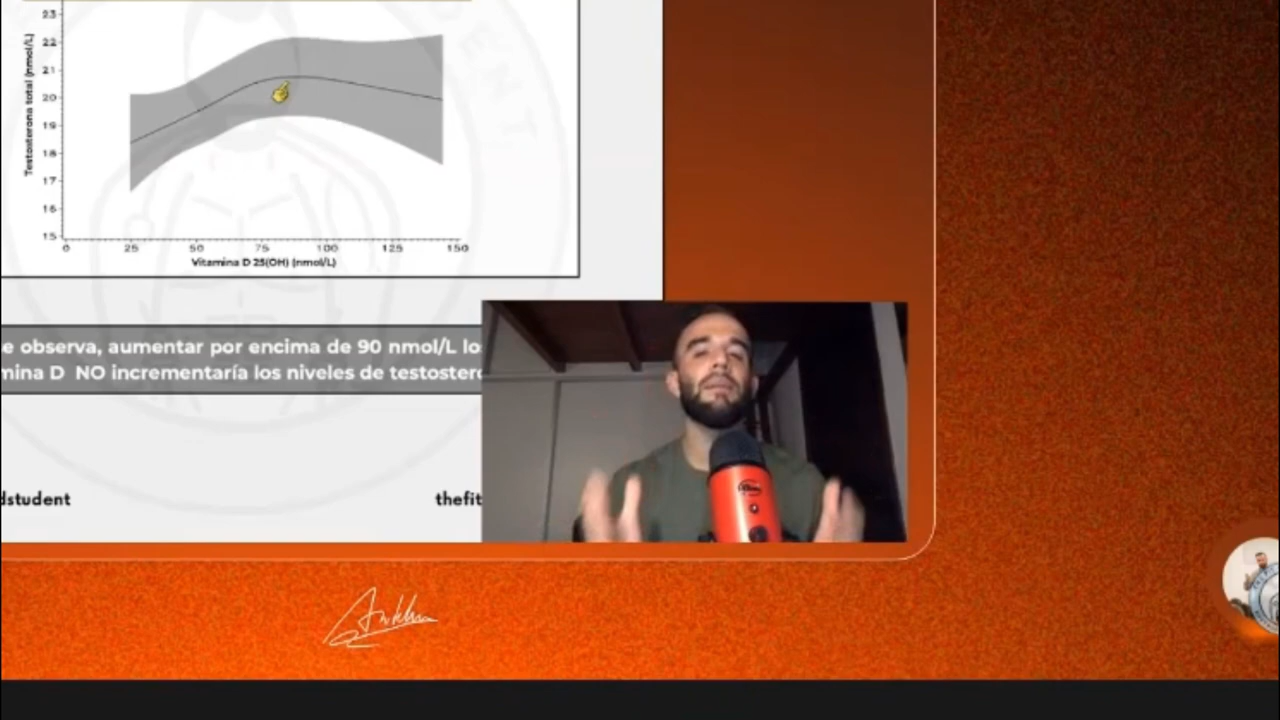 23
22
21
20
19
18
17
16
15
Testosterona total (nmol/L)
0 25 50 75 100 125 150
Vitamina D 25(OH) (nmol/L)
DENT
e observa, aumentar por encima de 90 nmol/L lo
mina D NO incrementaría los niveles de testoster
dstudent
thefit